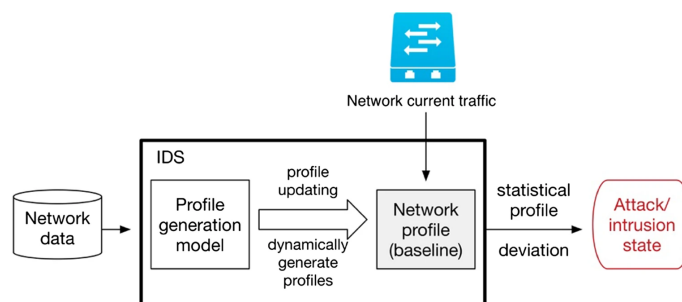 Network current traffic
IDS
Network
data
Profile
generation
model
profile
updating
dynamically
generate
profiles
Network
profile
(baseline)
statistical
profile
deviation
Attack/
intrusion
state